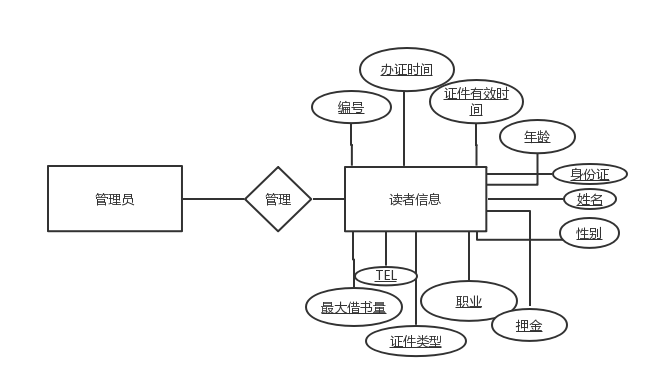 办证时间
证件有效时
间
编号
年龄
身份证
管理员
管理
读者信息
姓名
性别
TEL
最大借书量
职业
押金
证件类型